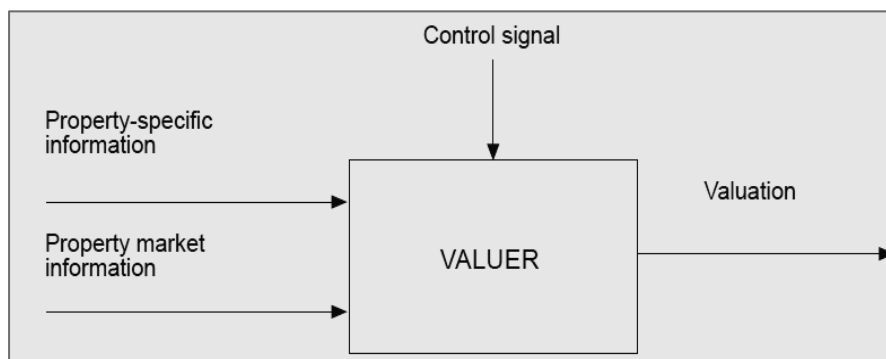 Control signal
Property-specific
information
Valuation
Property market
information
VALUER